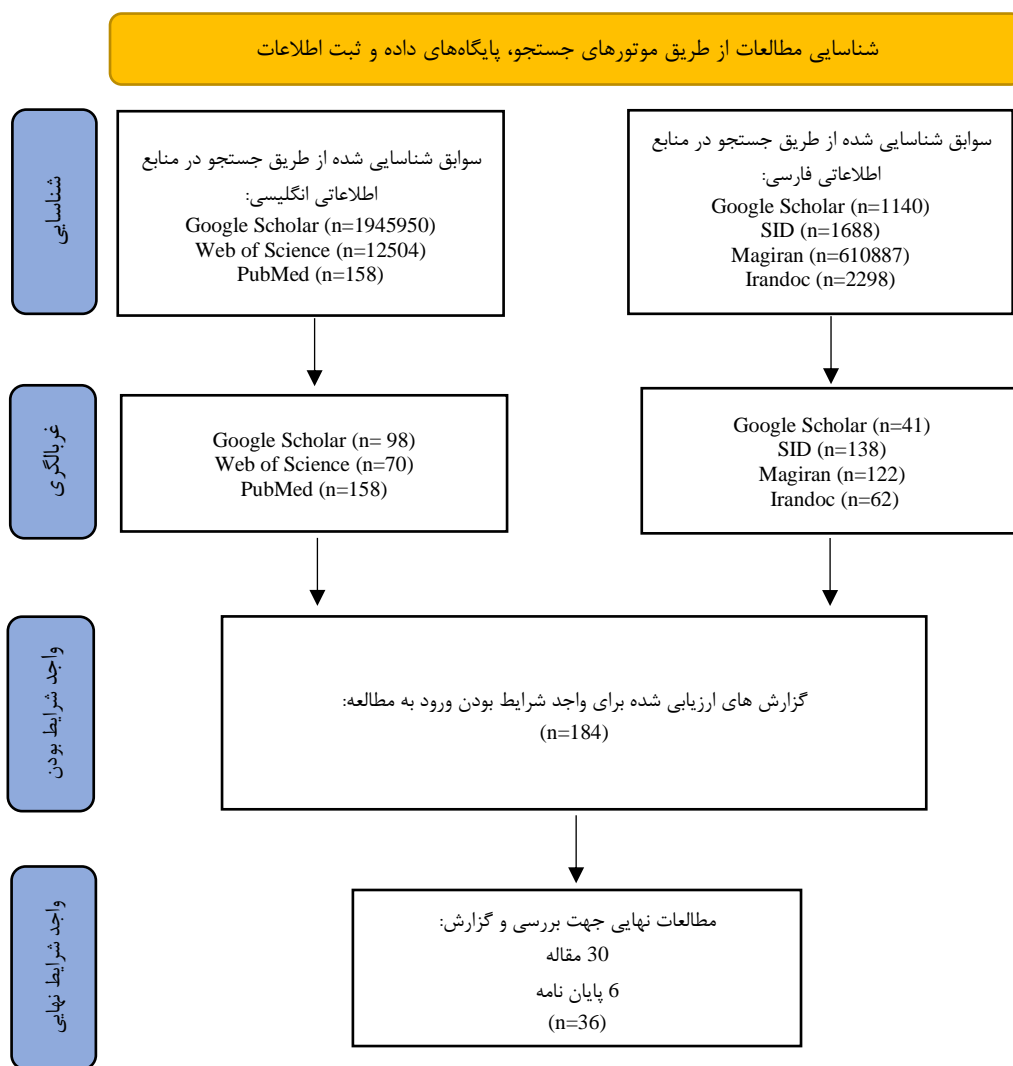 شناسایی مطالعات از طریق موتورهای جستجو، پایگاه‌های داده و ثبت اطلاعات
شناسایی
سوابق شناسایی شده از طریق جستجو در منابع
اطلاعاتی فارسی:
Google Scholar (n=1140)
SID (n=1688)
Magiran (n=610887)
Irandoc (n=2298)
سوابق شناسایی شده از طریق جستجو در منابع
اطلاعاتی انگلیسی:
Google Scholar (n=1945950)
Web of Science (n=12504)
PubMed (n=158)
غربالگری
Google Scholar (n=41)
SID (n=138)
Magiran (n=122)
Irandoc (n=62)
Google Scholar (n= 98)
Web of Science (n=70)
PubMed (n=158)
واجد شرایط بودن
گزارش های ارزیابی شده برای واجد شرایط بودن ورود به مطالعه:
(n=184)
واجد شرایط نهایی
مطالعات نهایی جهت بررسی و گزارش:
30 مقاله
6 پایان نامه
(n=36)